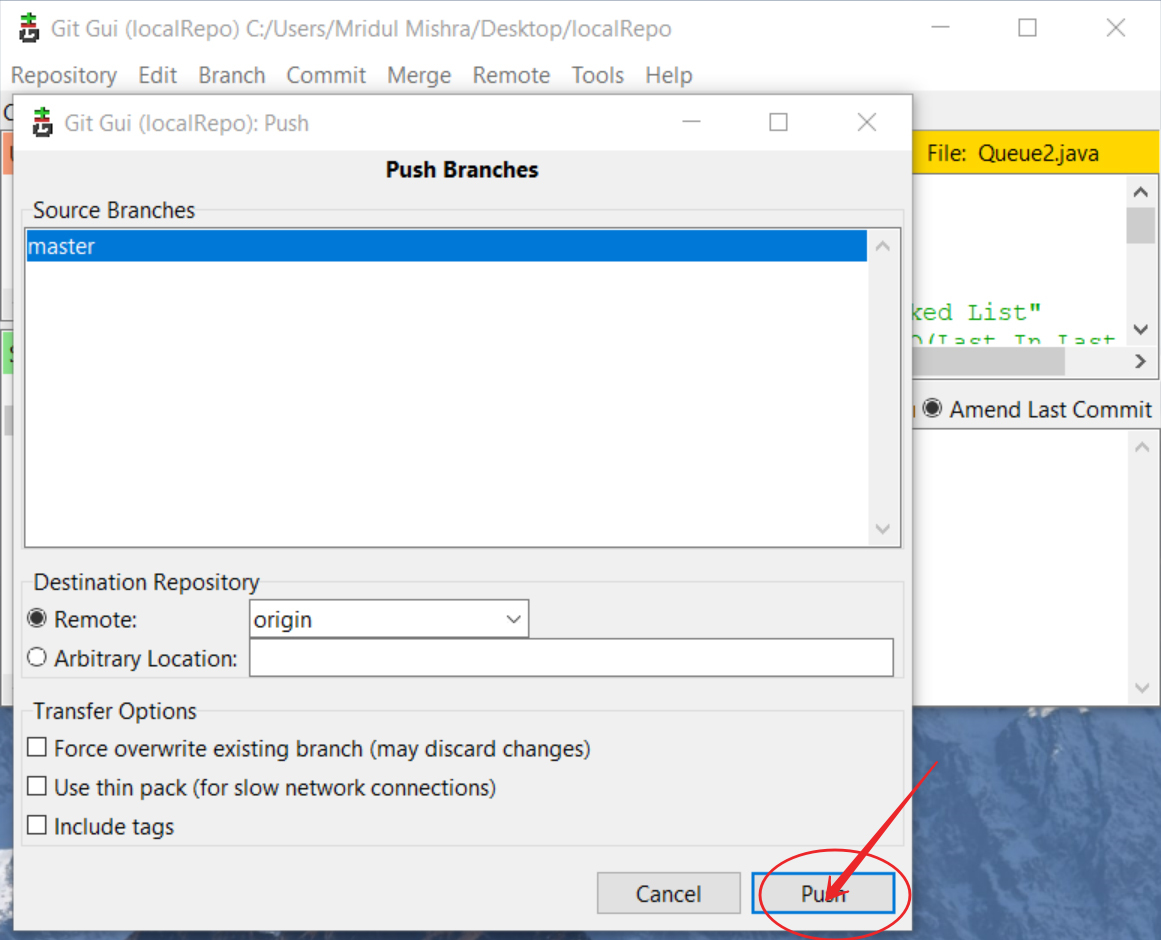 Git Gui (localRepo) C:/Users/Mridul Mishra/Desktop/localRepo
Repository Edit Branch Commit Merge Remote Tools Help
Git Gui (localRepo): Push
File: Queue2.java
Push Branches
Source Branches
master
ked List"
(Last In Last
Amend Last Commit
Destination Repository
Remote: origin
Arbitrary Location:
Transfer Options
Force overwrite existing branch (may discard changes)
Use thin pack (for slow network connections)
Include tags
Cancel Push